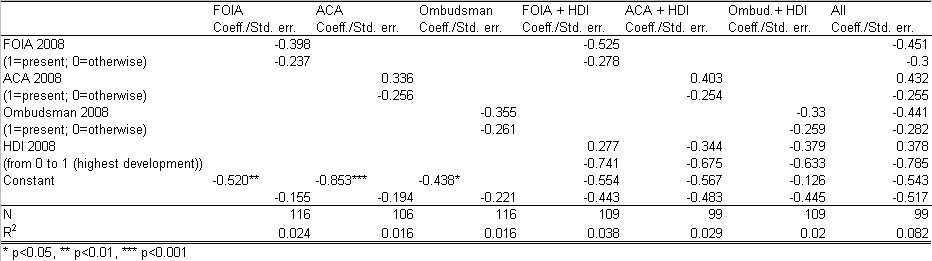 FOIA ACA Ombudsman FOIA + HDI ACA + HDI Ombud.+ HDI All
Coeff./Std. err. Coeff./Std. err. Coeff./Std. err. Coeff./Std. err. Coeff./Std. err. Coeff./Std. err. Coeff./Std. err.
FOIA 2008 -0.398 -0.525 -0.451
(1=present; 0=otherwise) -0.237 -0.278 -0.3
ACA 2008 0.336 0.403 0.432
(1=present; 0=otherwise) -0.256 -0.254 -0.255
Ombudsman 2008 -0.355 -0.33 -0.441
(1=present; 0=otherwise) -0.261 -0.259 -0.282
HDI 2008 0.277 -0.344 -0.379 0.378
(from 0 to 1 (highest development)) -0.741 -0.675 -0.633 -0.785
Constant -0.520** -0.853*** -0.438* -0.554 -0.567 -0.126 -0.543
-0.155 -0.194 -0.221 -0.443 -0.483 -0.445 -0.517
N 116 106 116 109 99 109 99
R2 0.024 0.016 0.016 0.038 0.029 0.02 0.082
* p<0.05, ** p<0.01, *** p<0.001